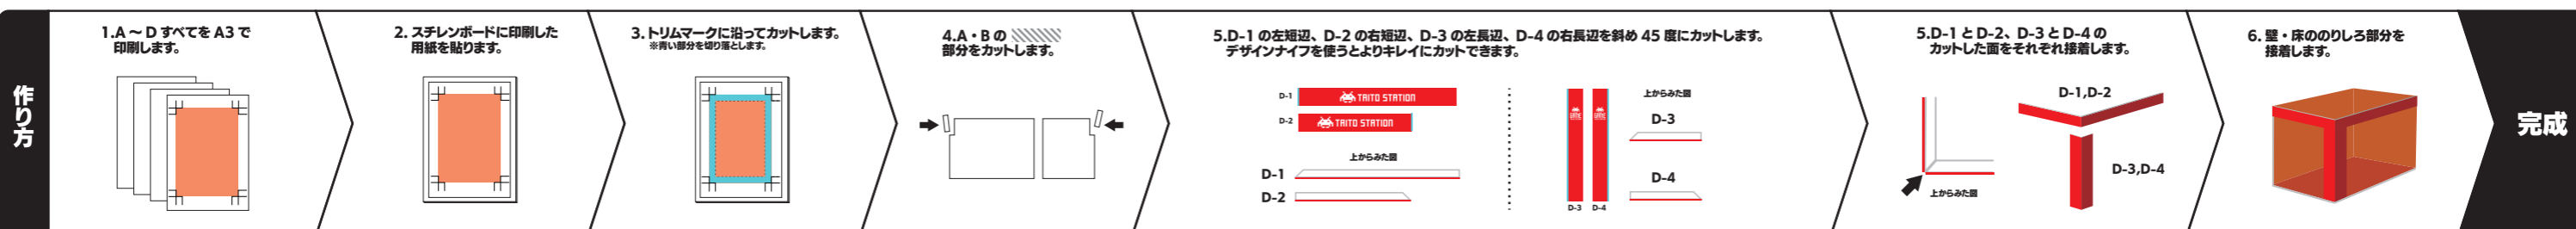 作り方
1.A ～ D すべてを A3 で
印刷します。
2. スチレンボードに印刷した
用紙を貼ります。
3. トリムマークに沿ってカットします。
※青い部分を切り落とします。
4.A・B の
部分をカットします。
5.D-1 の左短辺、D-2 の右短辺、D-3 の左長辺、D-4 の右長辺を斜め 45 度にカットします。
デザインナイフを使うとよりキレイにカットできます。
D-1
TAITO STATION
D-2
TAITO STATION
上からみた図
D-1
D-2
GAME
GAME
D-3
D-4
上からみた図
D-3
D-4
5.D-1 と D-2、D-3 と D-4 の
カットした面をそれぞれ接着します。
上からみた図
D-1,D-2
D-3,D-4
6. 壁・床ののりしろ部分を
接着します。
完成